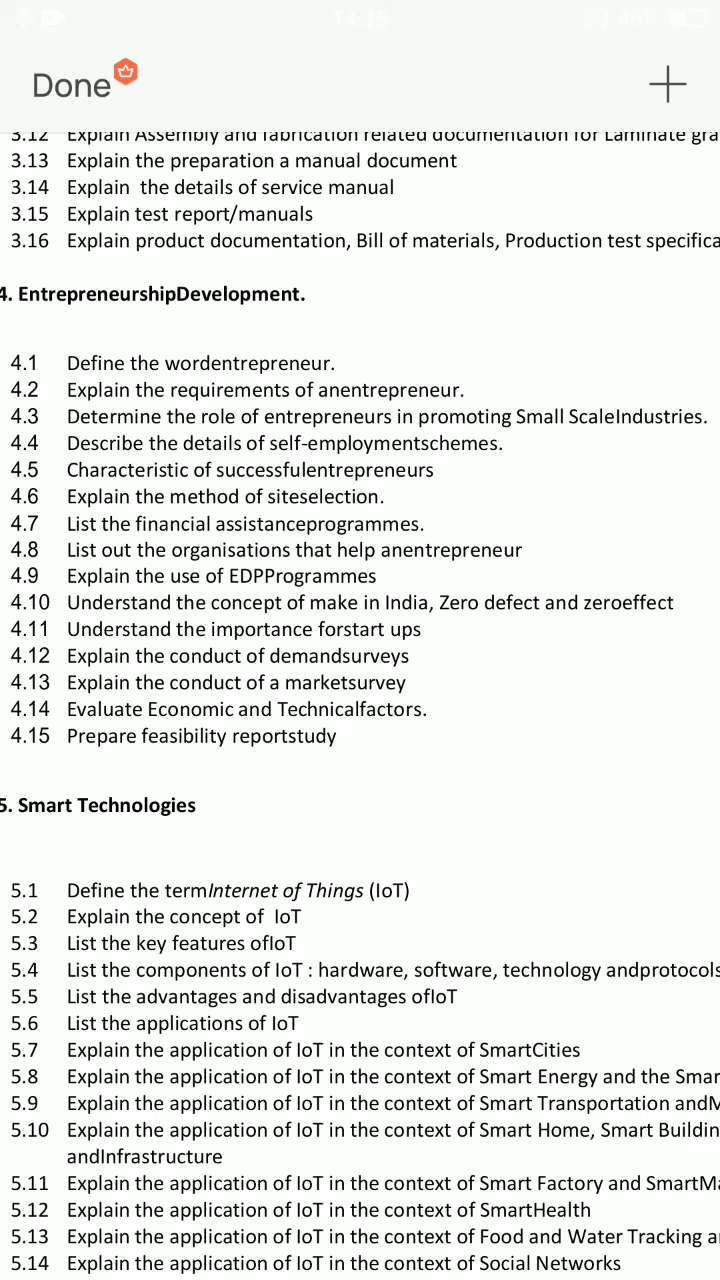 14:35
46%
Done
3.12 Explain Assembly and fabrication related documentation for Laminate gra
3.13 Explain the preparation a manual document
3.14 Explain the details of service manual
3.15 Explain test report/manuals
3.16 Explain product documentation, Bill of materials, Production test specifica
4. EntrepreneurshipDevelopment.
4.1 Define the wordentrepreneur.
4.2 Explain the requirements of anentrepreneur.
4.3 Determine the role of entrepreneurs in promoting Small ScaleIndustries.
4.4 Describe the details of self-employmentschemes.
4.5 Characteristic of successfulentrepreneurs
4.6 Explain the method of siteselection.
4.7 List the financial assistanceprogrammes.
4.8 List out the organisations that help anentrepreneur
4.9 Explain the use of EDPProgrammes
4.10 Understand the concept of make in India, Zero defect and zeroeffect
4.11 Understand the importance forstart ups
4.12 Explain the conduct of demandsurveys
4.13 Explain the conduct of a marketsurvey
4.14 Evaluate Economic and Technicalfactors.
4.15 Prepare feasibility reportstudy
5. Smart Technologies
5.1 Define the termInternet of Things (IoT)
5.2 Explain the concept of IoT
5.3 List the key features ofIoT
5.4 List the components of IoT : hardware, software, technology andprotocols
5.5 List the advantages and disadvantages ofIoT
5.6 List the applications of IoT
5.7 Explain the application of IoT in the context of SmartCities
5.8 Explain the application of IoT in the context of Smart Energy and the Smar
5.9 Explain the application of IoT in the context of Smart Transportation andM
5.10 Explain the application of IoT in the context of Smart Home, Smart Buildin
andInfrastructure
5.11 Explain the application of IoT in the context of Smart Factory and SmartMa
5.12 Explain the application of IoT in the context of SmartHealth
5.13 Explain the application of IoT in the context of Food and Water Tracking a
5.14 Explain the application of IoT in the context of Social Networks